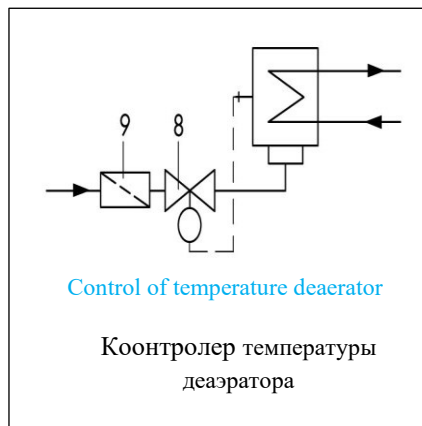 9 8
Control of temperature deaerator
Коонтролер температуры
деаэратора